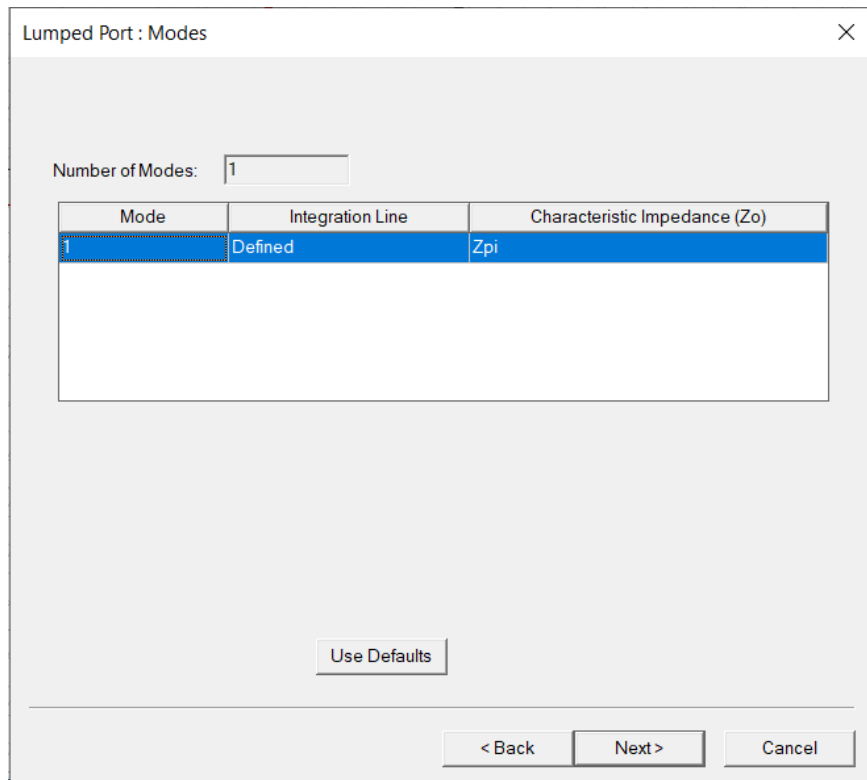 Lumped Port : Modes
Number of Modes: 1
Mode Integration Line Characteristic Impedance (Zo)
1 Defined Zpi
Use Defaults
< Back Next > Cancel